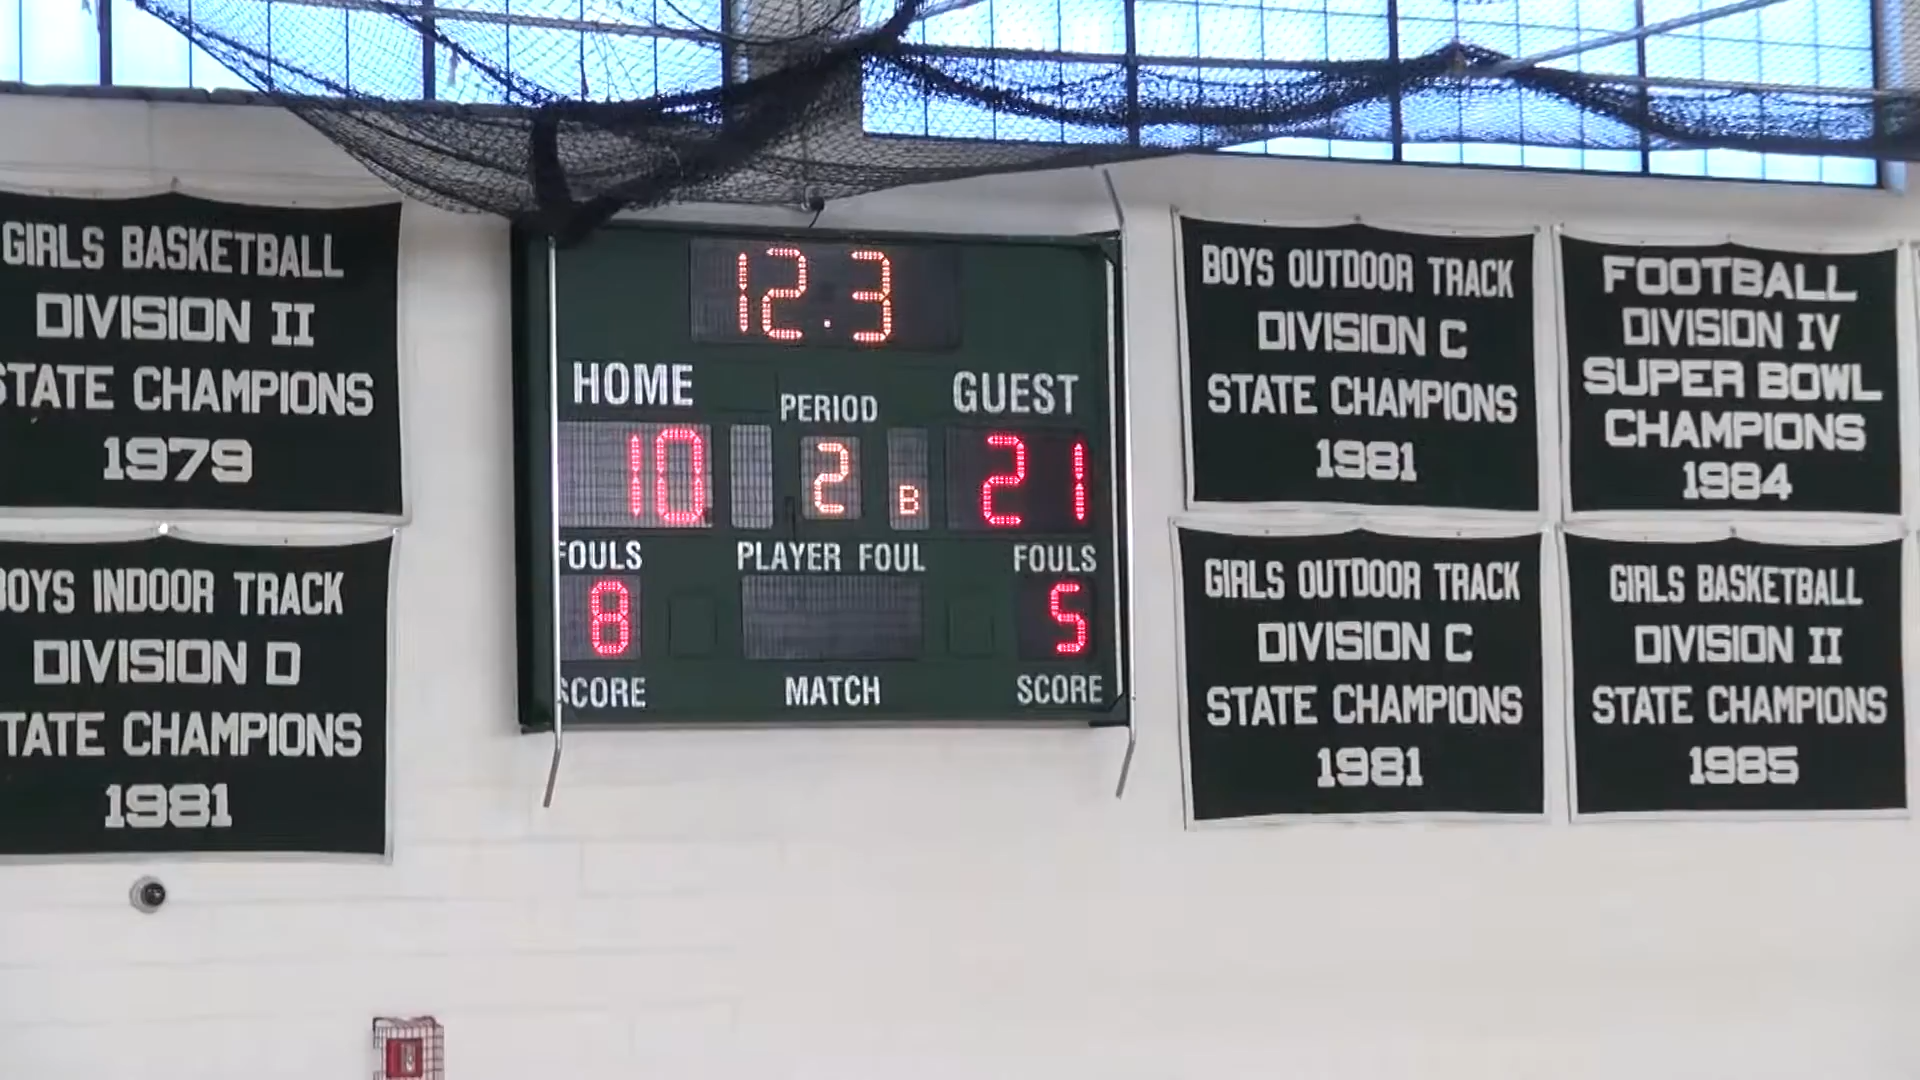 GIRLS BASKETBALL
DIVISION II
STATE CHAMPIONS
1979
BOYS INDOOR TRACK
DIVISION D
STATE CHAMPIONS
1981
12.3
HOME
PERIOD
GUEST
10
2
B
21
FOULS
PLAYER FOUL
FOULS
8
5
SCORE
MATCH
SCORE
BOYS OUTDOOR TRACK
DIVISION C
STATE CHAMPIONS
1981
FOOTBALL
DIVISION IV
SUPER BOWL
CHAMPIONS
1984
GIRLS OUTDOOR TRACK
DIVISION C
STATE CHAMPIONS
1981
GIRLS BASKETBALL
DIVISION II
STATE CHAMPIONS
1985